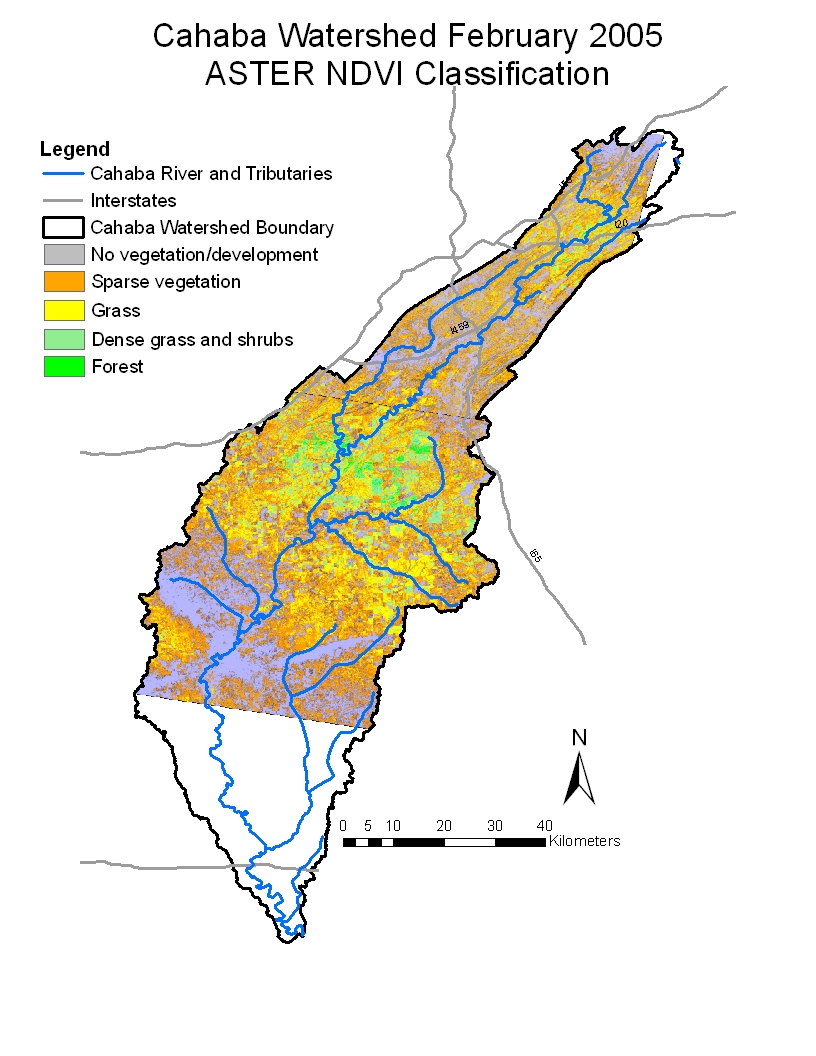 Cahaba Watershed February 2005
ASTER NDVI Classification
Legend
Cahaba River and Tributaries
Interstates
Cahaba Watershed Boundary
No vegetation/development
Sparse vegetation
Grass
Dense grass and shrubs
Forest
I20
I459
I65
N
0 5 10 20 30 40
Kilometers